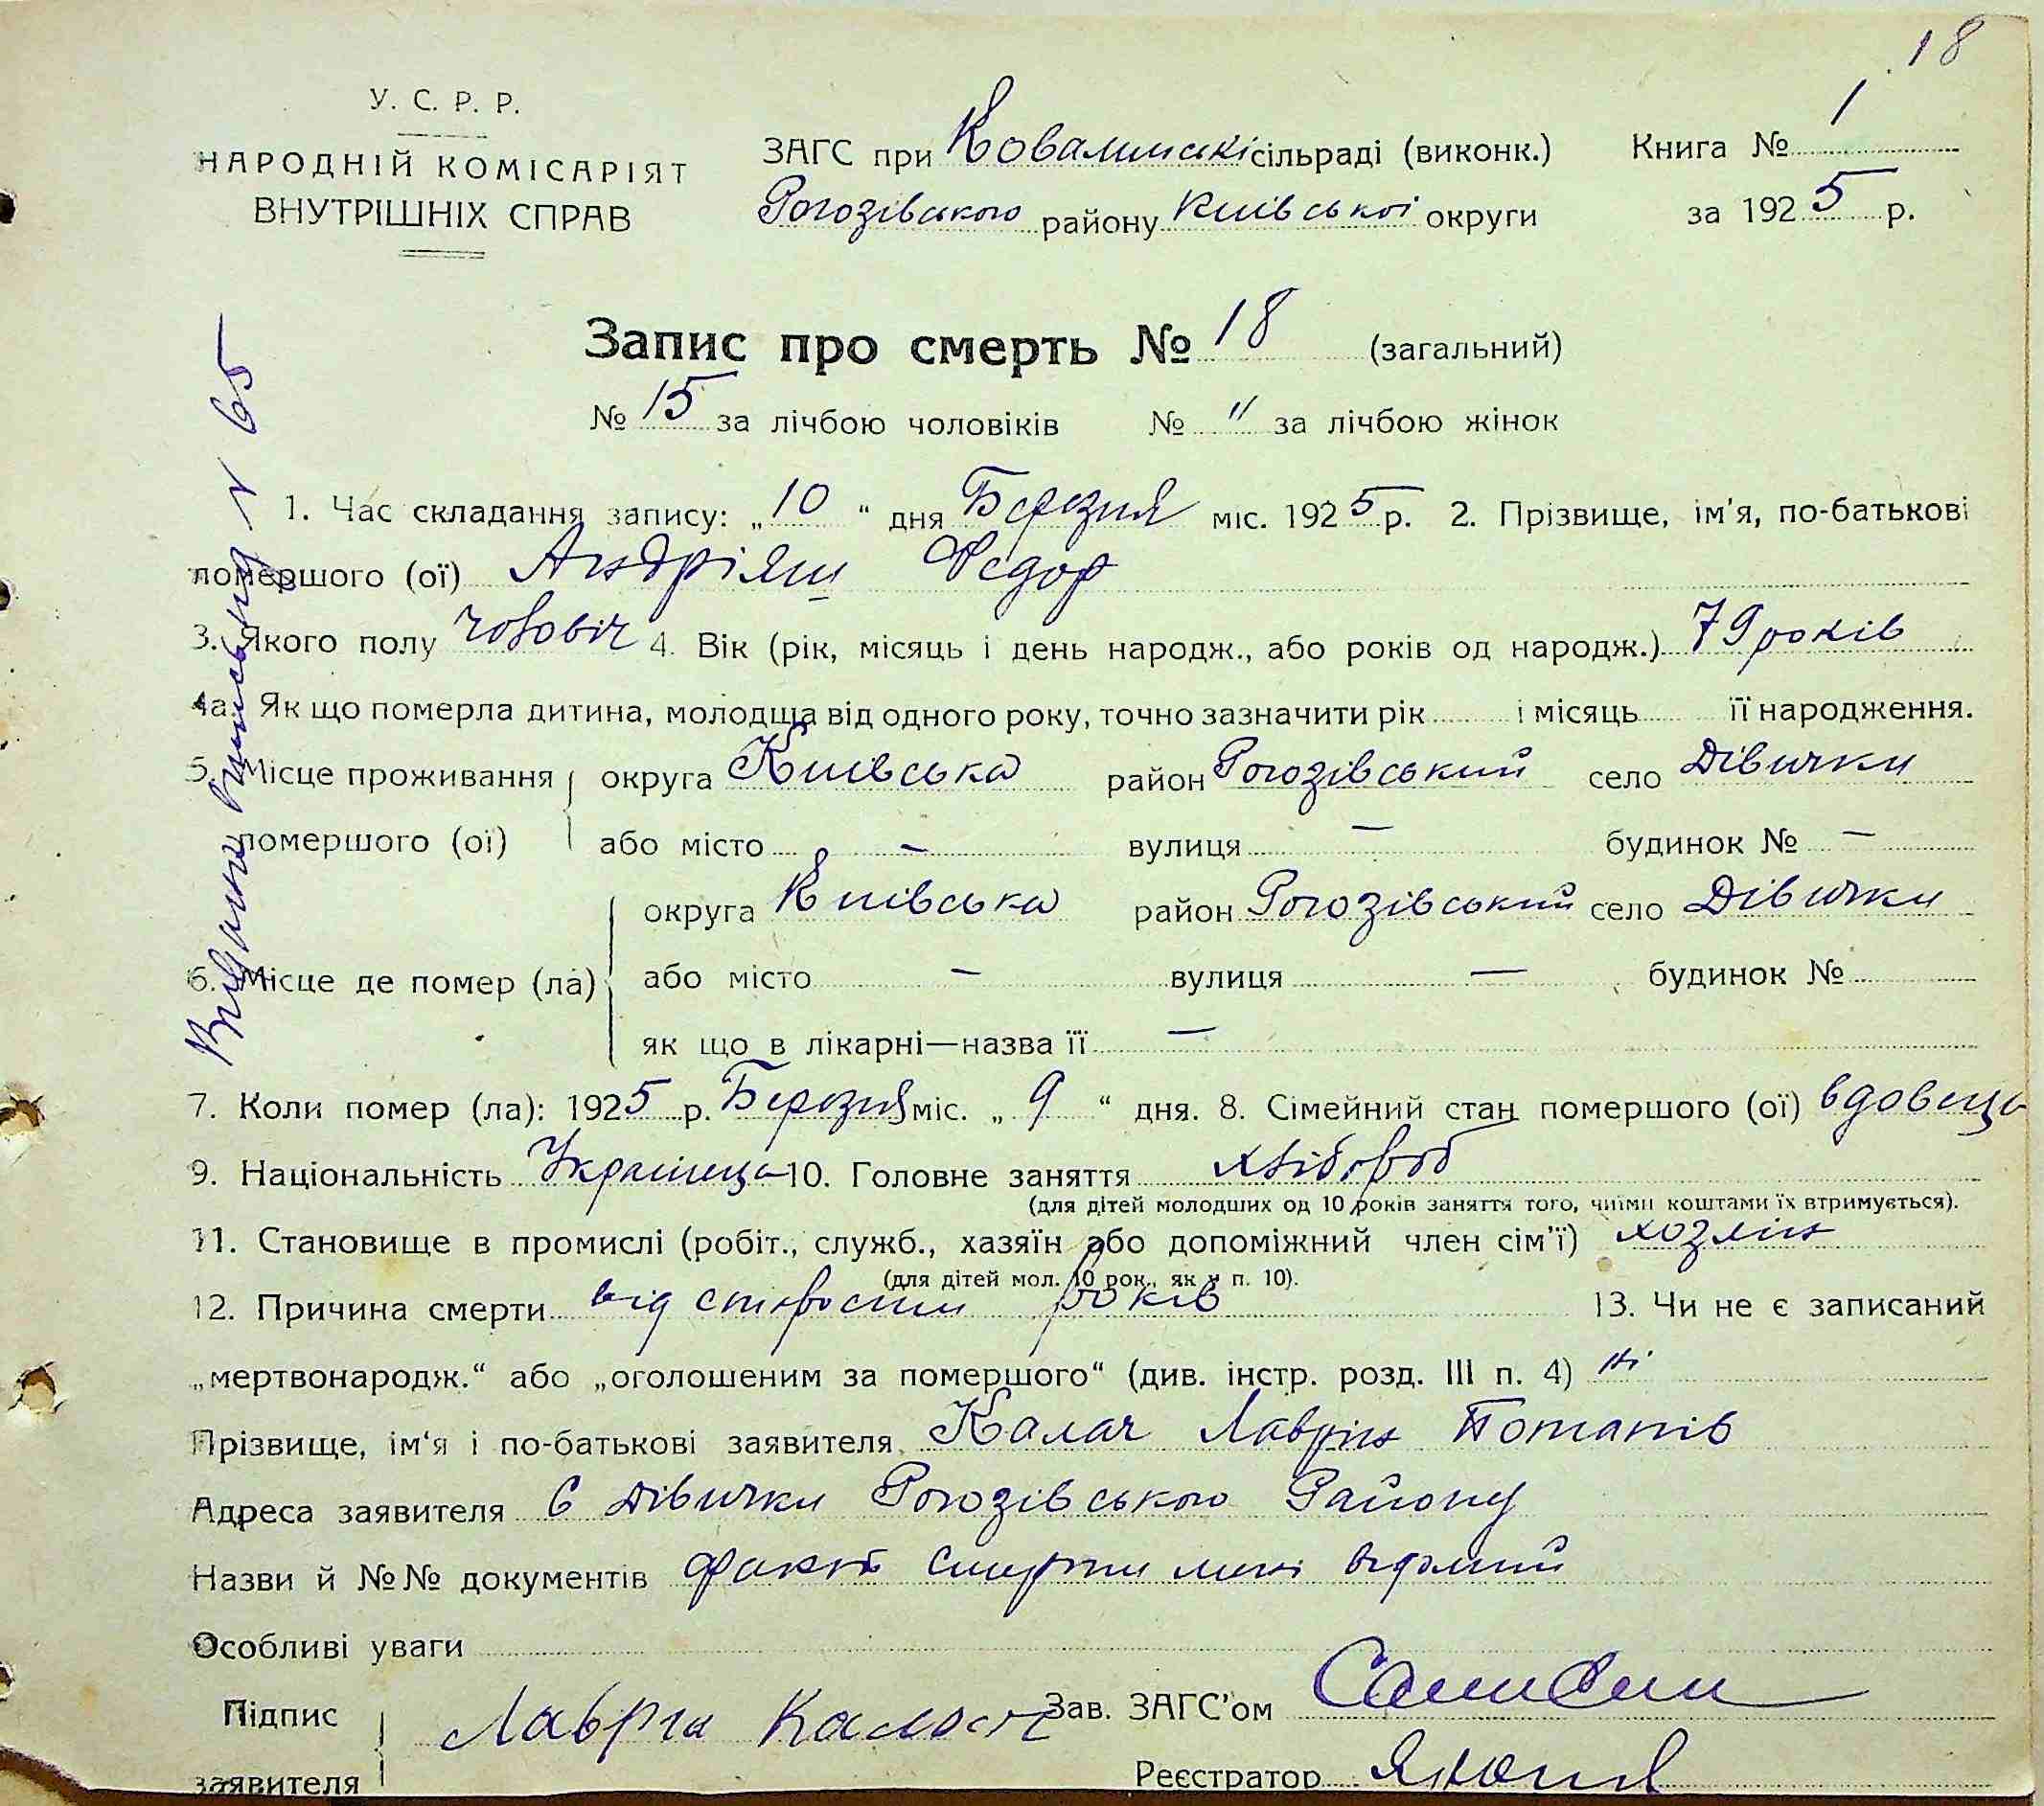 18
У. С. Р. Р.
НАРОДНІЙ КОМІСАРІЯТ
ВНУТРІШНІХ СПРАВ
ЗАГС при Ковалинські сільраді (виконк.)
Рогозівського району Київської округи
Книга № 1
за 1925 р.
Запис про смерть № 18 (загальний)
№ 15 за лічбою чоловіків № " за лічбою жінок
1. Час складання запису: „10“ дня Березня міс. 1925 р. 2. Прізвище, ім'я, по-батькові
помершого (ої) Андріяш Федор
3. Якого полу чоловіч 4. Вік (рік, місяць і день народж., або років од народж.) 79 років
4а. Як що померла дитина, молодша від одного року, точно зазначити рік і місяць її народження.
5. Місце проживання округа Київська район Рогозівський село Дівички
помершого (ої) або місто — вулиця — будинок № —
округа Київська район Рогозівський село Дівички
6. Місце де помер (ла) або місто — вулиця — будинок №
як що в лікарні—назва її —
7. Коли помер (ла): 1925 р. Березня міс. „9“ дня. 8. Сімейний стан помершого (ої) вдовець
9. Національність Українець 10. Головне заняття хлібороб
(для дітей молодших од 10 років заняття того, чиїми коштами їх втримується).
11. Становище в промислі (робіт., служб., хазяїн або допоміжний член сім'ї) хозяін
(для дітей мол. 10 рок., як у п. 10).
12. Причина смерти від старости років 13. Чи не є записаний
„мертвонародж.“ або „оголошеним за помершого“ (див. інстр. розд. III п. 4) ні
Прізвище, ім'я і по-батькові заявителя Калач Лаврін Потапів
Адреса заявителя С Дівички Рогозівського Району
Назви й №№ документів факт смерти мені відомий
Особливі уваги
Підпис
заявителя
Лаврін Калач
Зав. ЗАГС'ом
Реєстратор
Видани випиську N 65